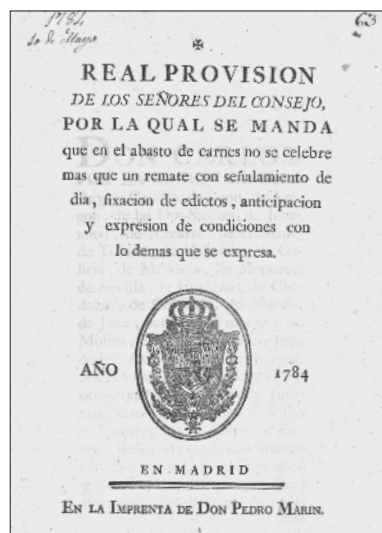 1784
10 de Mayo
63
✠
REAL PROVISION
DE LOS SEÑORES DEL CONSEJO,
POR LA QUAL SE MANDA
que en el abasto de carnes no se celebre
mas que un remate con señalamiento de
dia, fixacion de edictos, anticipacion
y expresion de condiciones con
lo demas que se expresa.
AÑO 1784
EN MADRID
EN LA IMPRENTA DE DON PEDRO MARIN.